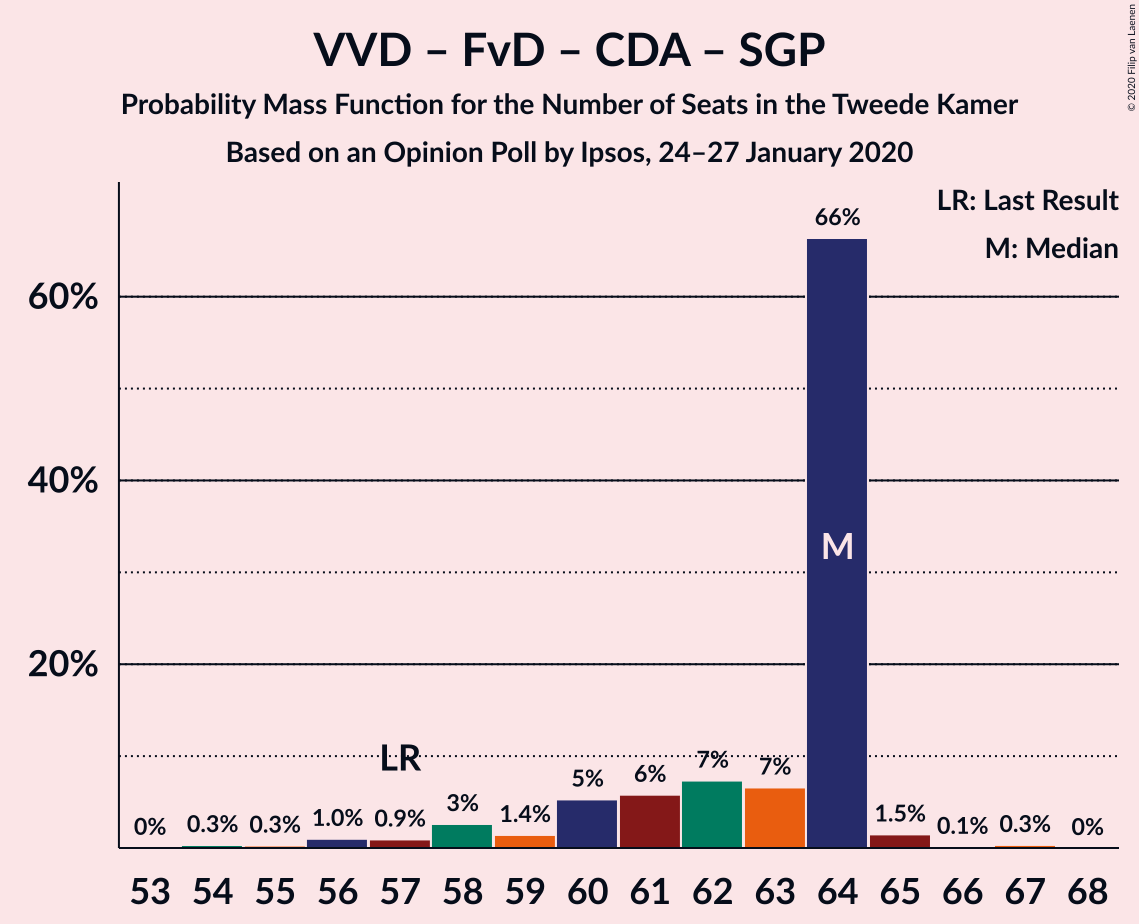 VVD – FvD – CDA – SGP
Probability Mass Function for the Number of Seats in the Tweede Kamer
Based on an Opinion Poll by Ipsos, 24–27 January 2020
© 2020 Filip van Laenen
LR: Last Result
M: Median
60%
40%
20%
0% 0.3% 0.3% 1.0% 0.9% 3% 1.4% 5% 6% 7% 7% 66% 1.5% 0.1% 0.3% 0%
LR
M
53 54 55 56 57 58 59 60 61 62 63 64 65 66 67 68